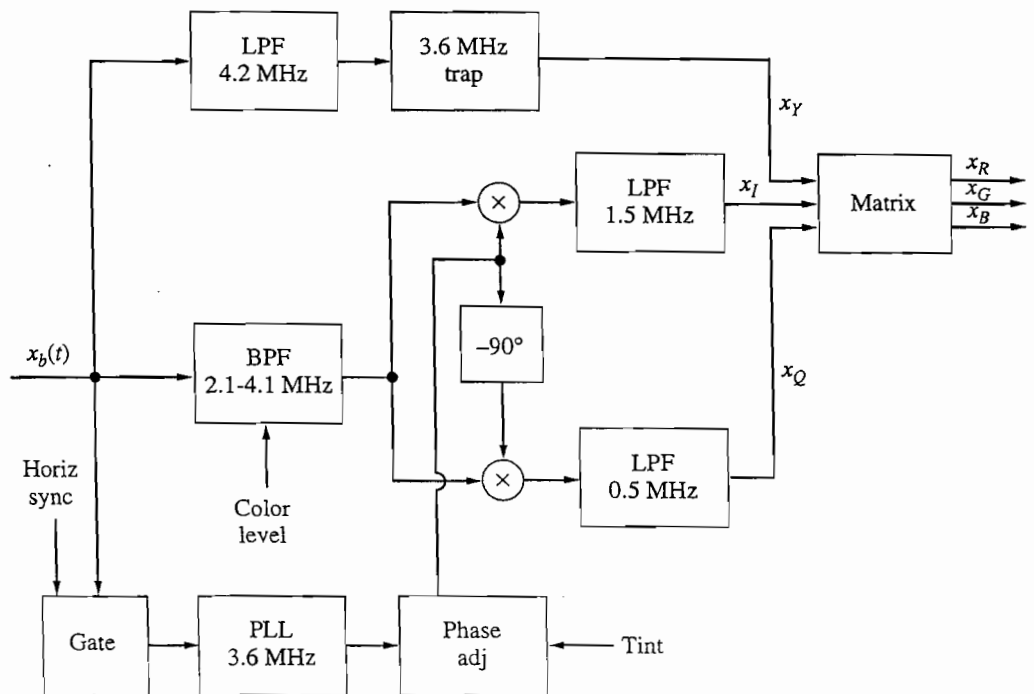 LPF
4.2 MHz
3.6 MHz
trap
x_Y
LPF
1.5 MHz
x_I
Matrix
x_R
x_G
x_B
×
–90°
x_b(t)
BPF
2.1-4.1 MHz
x_Q
×
LPF
0.5 MHz
Horiz
sync
Color
level
Gate
PLL
3.6 MHz
Phase
adj
Tint